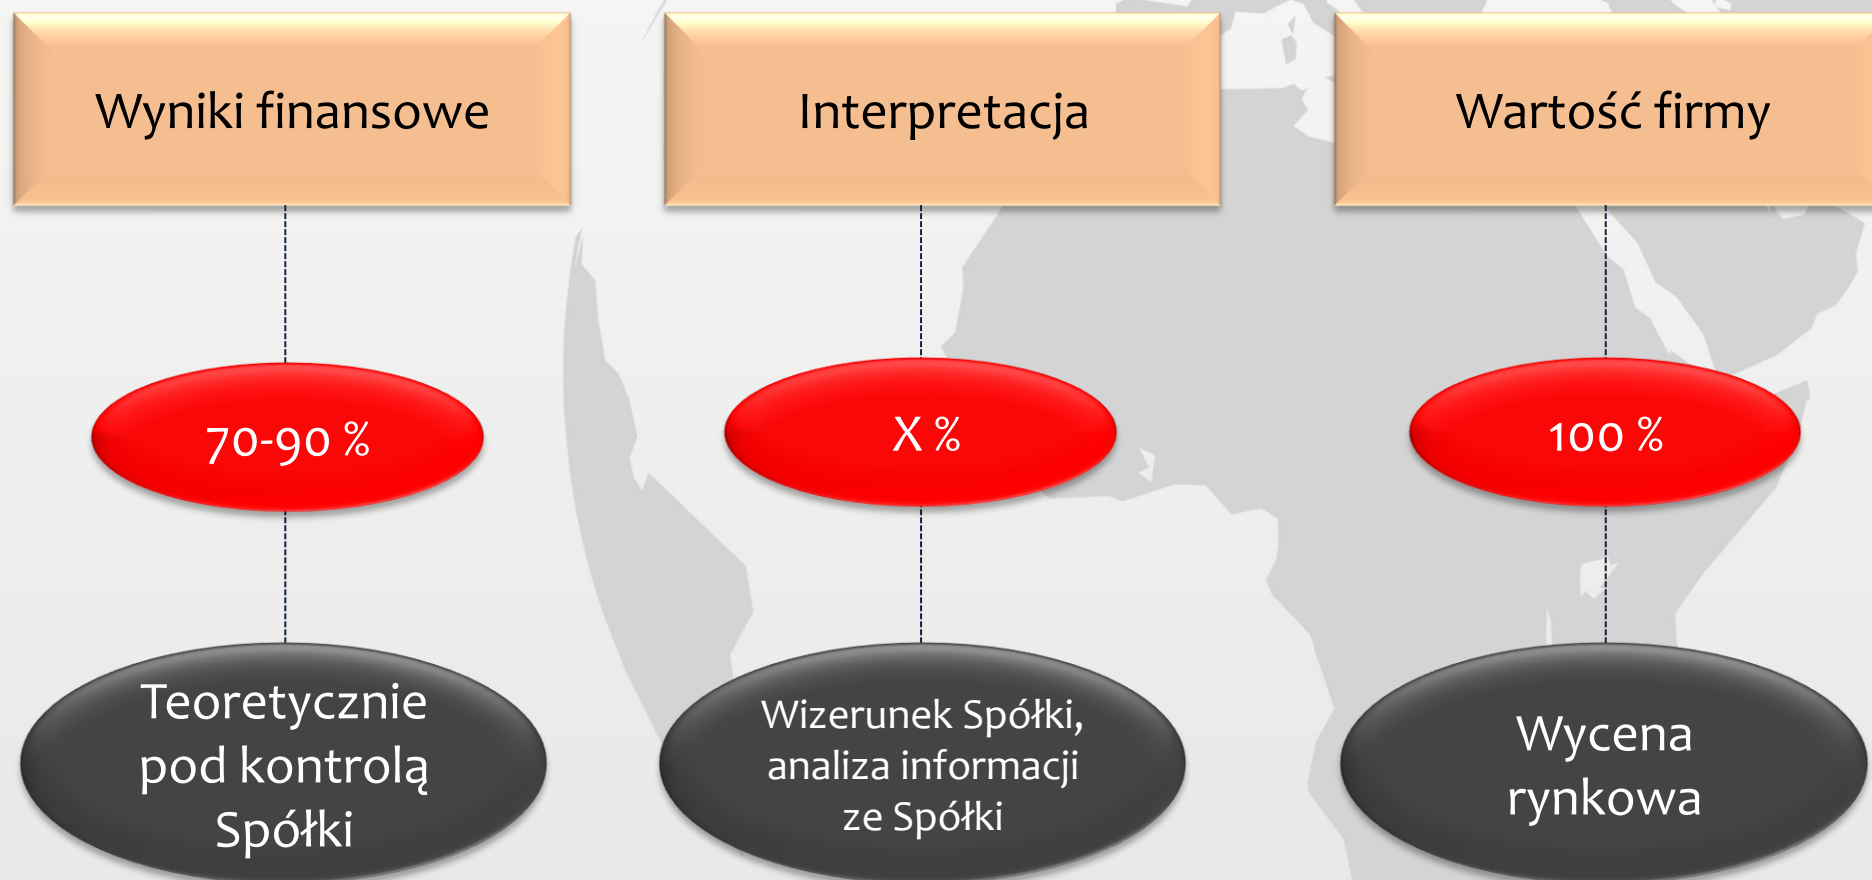 Wyniki finansowe
Interpretacja
Wartość firmy
70-90 %
X %
100 %
Teoretycznie
pod kontrolą
Spółki
Wizerunek Spółki,
analiza informacji
ze Spółki
Wycena
rynkowa